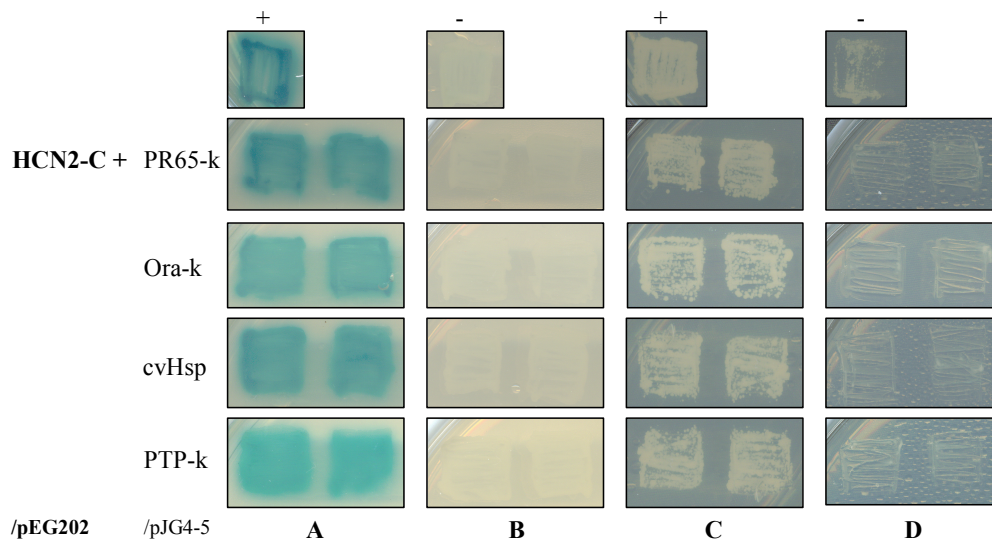 + - + -
HCN2-C + PR65-k
Ora-k
cvHsp
PTP-k
/pEG202 /pJG4-5 A B C D